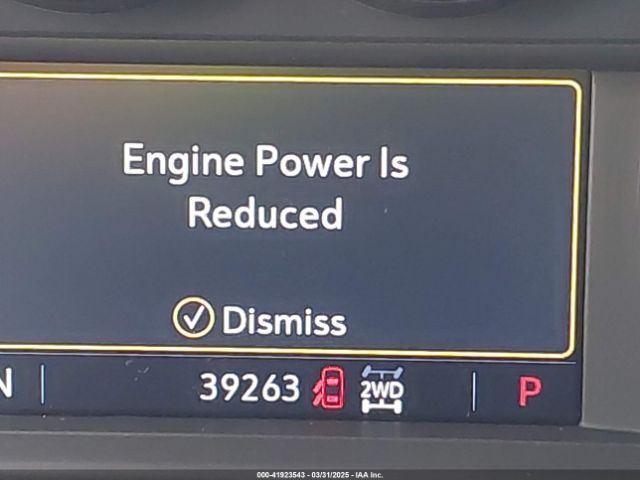 Engine Power Is
Reduced
Dismiss
N 39263 2WD P
000-41923543 - 03/31/2025 - IAA Inc.